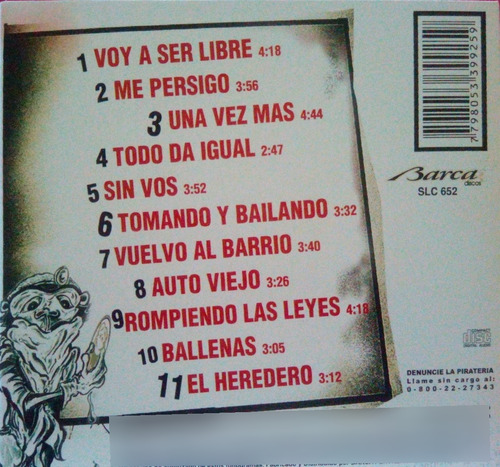 1 VOY A SER LIBRE 4:18
2 ME PERSIGO 3:56
3 UNA VEZ MAS 4:44
4 TODO DA IGUAL 2:47
5 SIN VOS 3:52
6 TOMANDO Y BAILANDO 3:32
7 VUELVO AL BARRIO 3:40
8 AUTO VIEJO 3:26
9 ROMPIENDO LAS LEYES 4:18
10 BALLENAS 3:05
11 EL HEREDERO 3:12
7 798053 399259
Barca
discos
SLC 652
DENUNCIE LA PIRATERIA
Llame sin cargo al:
0-800-22-27343